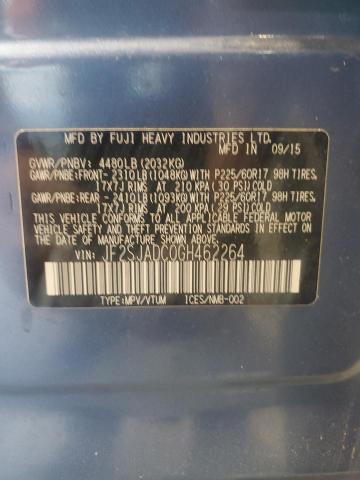 MFD BY FUJI HEAVY INDUSTRIES LTD.
MFD IN 09/15
GVWR/PNBV: 4480LB(2032KG)
GAWR/PNBE:FRONT-2310LB(1048KG)WITH P225/60R17 98H TIRES
17X7J RIMS AT 210 KPA (30 PSI)COLD
GAWR/PNBE:REAR-2410LB(1093KG)WITH P225/60R17 98H TIRES
17X7J RIMS AT 200 KPA (29 PSI)COLD
THIS VEHICLE CONFORMS TO ALL APPLICABLE FEDERAL MOTOR
VEHICLE SAFETY STANDARDS IN EFFECT ON THE DATE OF
MANUFACTURE SHOWN ABOVE.
VIN: JF2SJADC0GH462264
TYPE:MPV/VTUM ICES/NMB-002